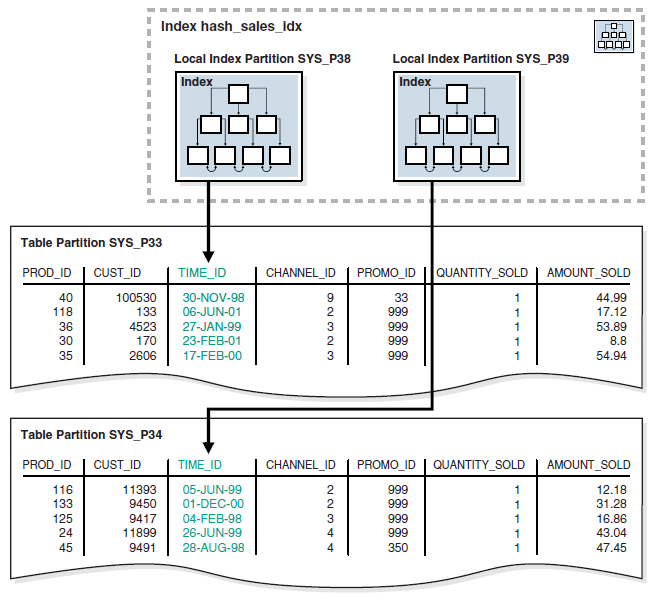 Index hash_sales_idx
Local Index Partition SYS_P38 Local Index Partition SYS_P39
Index Index
Table Partition SYS_P33
PROD_ID CUST_ID TIME_ID CHANNEL_ID PROMO_ID QUANTITY_SOLD AMOUNT_SOLD
40 100530 30-NOV-98 9 33 1 44.99
118 133 06-JUN-01 2 999 1 17.12
36 4523 27-JAN-99 3 999 1 53.89
30 170 23-FEB-01 2 999 1 8.8
35 2606 17-FEB-00 3 999 1 54.94
Table Partition SYS_P34
PROD_ID CUST_ID TIME_ID CHANNEL_ID PROMO_ID QUANTITY_SOLD AMOUNT_SOLD
116 11393 05-JUN-99 2 999 1 12.18
133 9450 01-DEC-00 2 999 1 31.28
125 9417 04-FEB-98 3 999 1 16.86
24 11899 26-JUN-99 4 999 1 43.04
45 9491 28-AUG-98 4 350 1 47.45